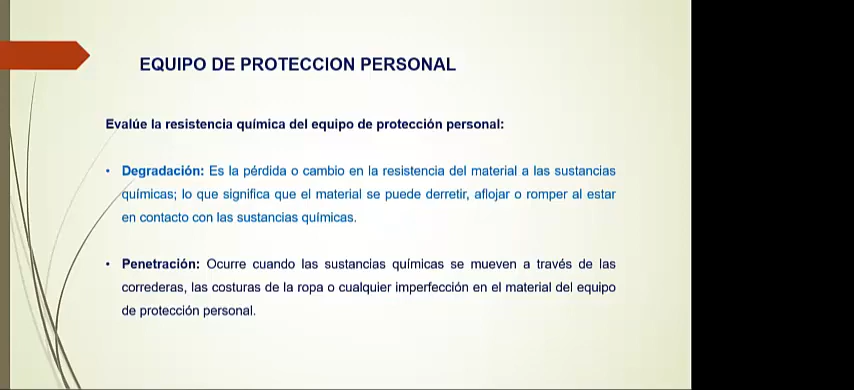 EQUIPO DE PROTECCION PERSONAL
Evalúe la resistencia química del equipo de protección personal:
• Degradación: Es la pérdida o cambio en la resistencia del material a las sustancias
químicas; lo que significa que el material se puede derretir, aflojar o romper al estar
en contacto con las sustancias químicas.
• Penetración: Ocurre cuando las sustancias químicas se mueven a través de las
correderas, las costuras de la ropa o cualquier imperfección en el material del equipo
de protección personal.